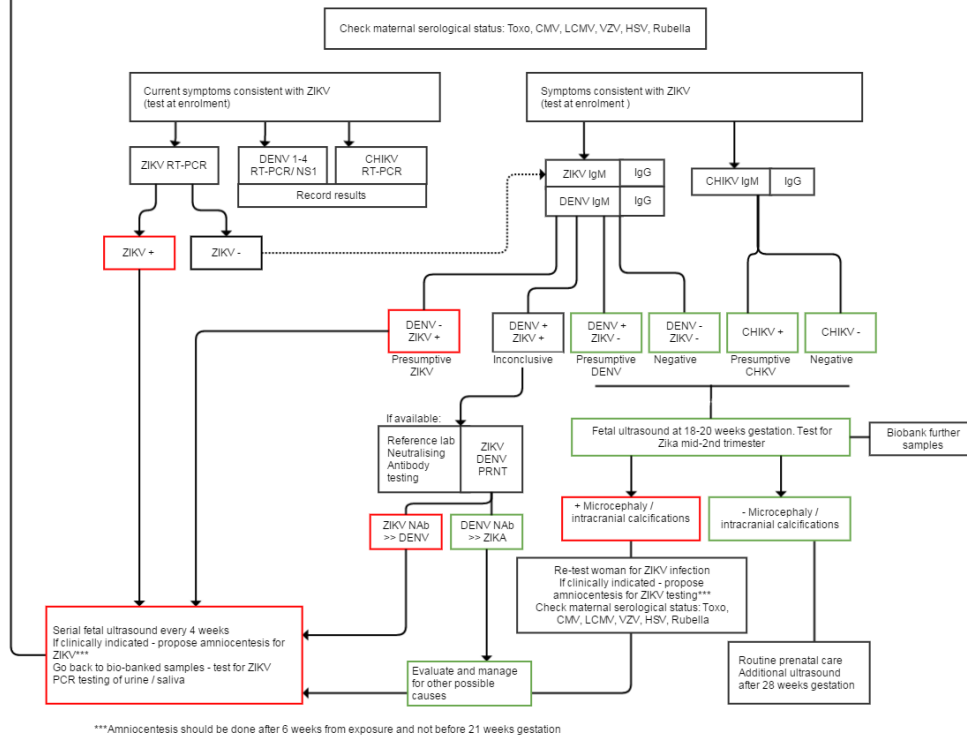 Check maternal serological status: Toxo, CMV, LCMV, VZV, HSV, Rubella
Current symptoms consistent with ZIKV
(test at enrolment)
Symptoms consistent with ZIKV
(test at enrolment )
ZIKV RT-PCR
DENV 1-4
RT-PCR/ NS1
CHIKV
RT-PCR
Record results
ZIKV IgM
IgG
DENV IgM
IgG
CHIKV IgM
IgG
ZIKV +
ZIKV -
DENV -
ZIKV +
Presumptive
ZIKV
DENV +
ZIKV +
Inconclusive
DENV +
ZIKV -
Presumptive
DENV
DENV -
ZIKV -
Negative
CHIKV +
Presumptive
CHKV
CHIKV -
Negative
If available:
Reference lab
Neutralising
Antibody
testing
ZIKV
DENV
PRNT
Fetal ultrasound at 18-20 weeks gestation. Test for
Zika mid-2nd trimester
Biobank further
samples
ZIKV NAb
>> DENV
DENV NAb
>> ZIKA
+ Microcephaly /
intracranial calcifications
- Microcephaly /
intracranial calcifications
Re-test woman for ZIKV infection
If clinically indicated - propose
amniocentesis for ZIKV testing***
Check maternal serological status: Toxo,
CMV, LCMV, VZV, HSV, Rubella
Serial fetal ultrasound every 4 weeks
If clinically indicated - propose amniocentesis for
ZIKV***
Go back to bio-banked samples - test for ZIKV
PCR testing of urine / saliva
Evaluate and manage
for other possible
causes
Routine prenatal care
Additional ultrasound
after 28 weeks gestation
***Amniocentesis should be done after 6 weeks from exposure and not before 21 weeks gestation